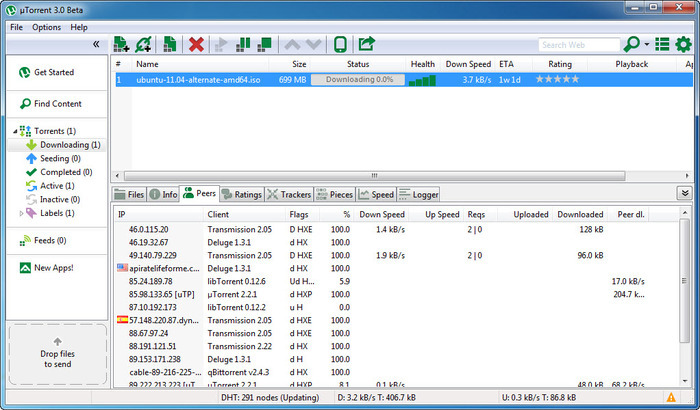 µTorrent 3.0 Beta
File Options Help
Search Web
Get Started
Find Content
Torrents (1)
Downloading (1)
Seeding (0)
Completed (0)
Active (1)
Inactive (0)
Labels (1)
Feeds (0)
New Apps!
Drop files
to send
# Name Size Status Health Down Speed ETA Rating Playback
1 ubuntu-11.04-alternate-amd64.iso 699 MB Downloading 0.0% 3.7 kB/s 1w 1d
Files Info Peers Ratings Trackers Pieces Speed Logger
IP Client Flags % Down Speed Up Speed Reqs Uploaded Downloaded Peer dl.
46.0.115.20 Transmission 2.05 D HXE 100.0 1.4 kB/s 2|0 128 kB
46.19.32.67 Deluge 1.3.1 d HX 100.0
49.140.79.229 Transmission 2.05 D HXE 100.0 1.9 kB/s 2|0 96.0 kB
apiratelifeforme.c... Deluge 1.3.1 d HX 100.0
85.24.189.78 libTorrent 0.12.6 Ud H... 5.9 17.0 kB/s
85.98.133.65 [uTP] µTorrent 2.2.1 d HXP 100.0 204.7 k...
87.10.192.173 libTorrent 0.12.2 u H 0.0
57.148.220.87.dyn... Transmission 2.05 d HXE 100.0
88.67.97.24 Transmission 2.05 d HXE 100.0
88.191.121.51 Transmission 2.22 d HX 100.0
89.153.171.238 Deluge 1.3.1 d HX 100.0
cable-89-216-225-... qBittorrent v2.4.3 d HX 100.0
89.222.213.223 [uT µTorrent 2.2.1 d HXP 8.1 0.1 kB/s 48.0 kB 68.2 kB/s
DHT: 291 nodes (Updating) D: 3.2 kB/s T: 406.7 kB U: 0.3 kB/s T: 86.8 kB